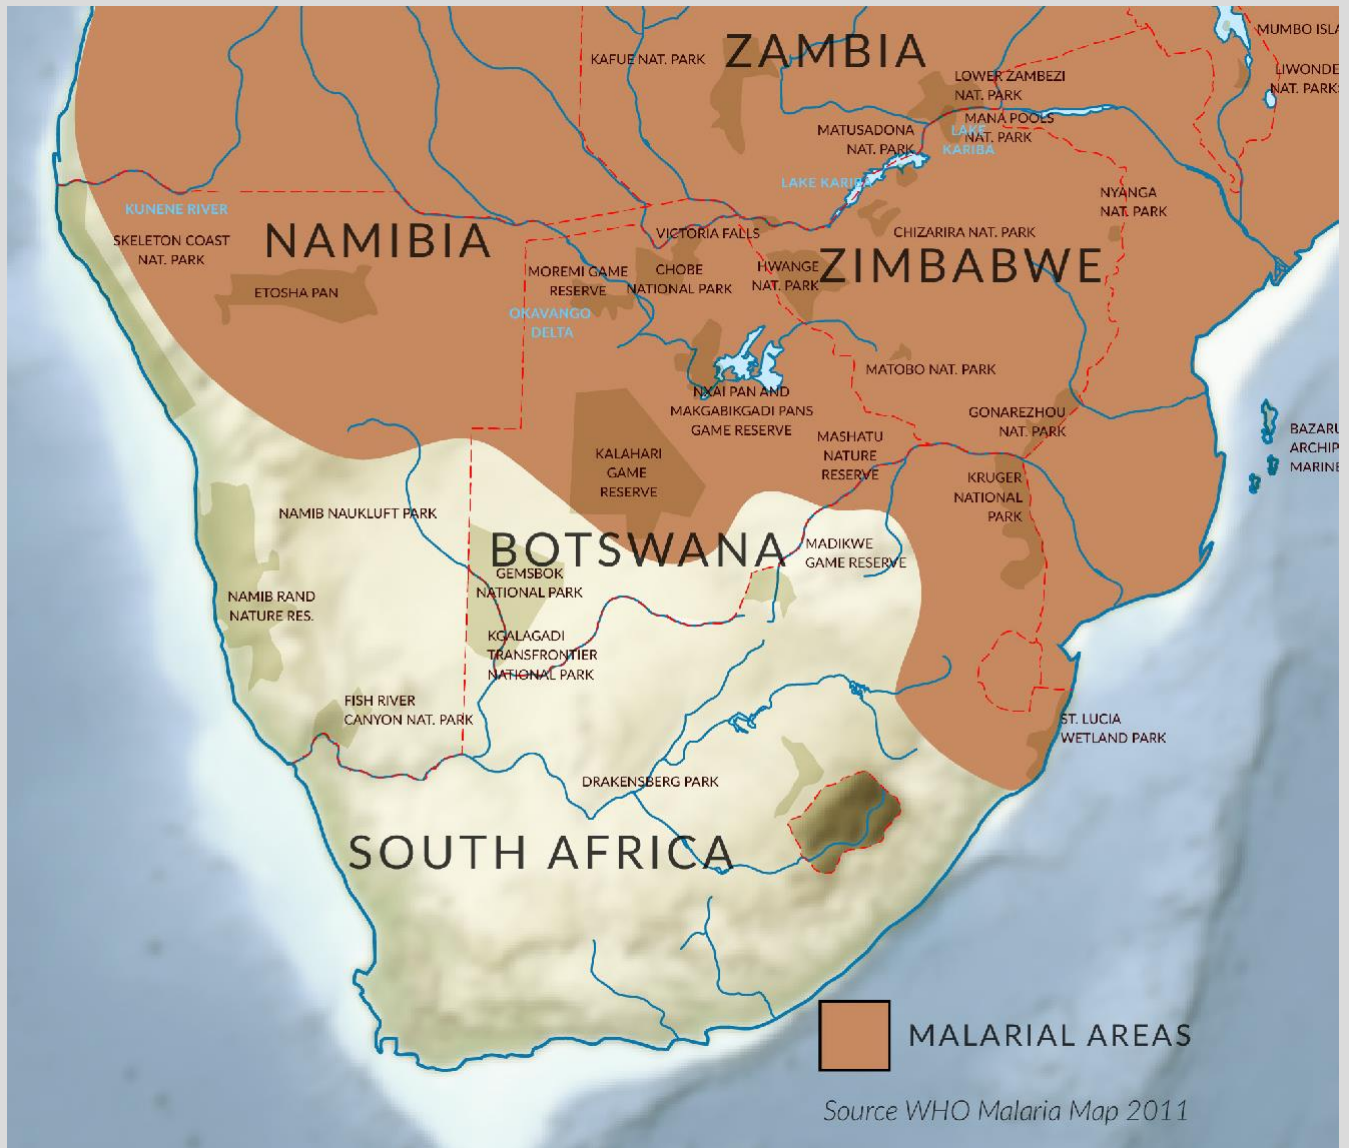 MUMBO ISLA
KAFUE NAT. PARK
ZAMBIA
LIWONDE
NAT. PARK
LOWER ZAMBEZI
NAT. PARK
MANA POOLS
NAT. PARK
LAKE
KARIBA
MATUSADONA
NAT. PARK
LAKE KARIBA
KUNENE RIVER
NYANGA
NAT. PARK
SKELETON COAST
NAT. PARK
NAMIBIA
VICTORIA FALLS
CHIZARIRA NAT. PARK
ZIMBABWE
MOREMI GAME
RESERVE
CHOBE
NATIONAL PARK
HWANGE
NAT. PARK
ETOSHA PAN
OKAVANGO
DELTA
MATOBO NAT. PARK
NXAI PAN AND
MAKGABIKGADI PANS
GAME RESERVE
GONAREZHOU
NAT. PARK
MASHATU
NATURE
RESERVE
BAZARU
ARCHIP
MARINE
KALAHARI
GAME
RESERVE
KRUGER
NATIONAL
PARK
NAMIB NAUKLUFT PARK
BOTSWANA
MADIKWE
GAME RESERVE
GEMSBOK
NATIONAL PARK
NAMIB RAND
NATURE RES.
KGALAGADI
TRANSFRONTIER
NATIONAL PARK
FISH RIVER
CANYON NAT. PARK
ST. LUCIA
WETLAND PARK
DRAKENSBERG PARK
SOUTH AFRICA
MALARIAL AREAS
Source WHO Malaria Map 2011